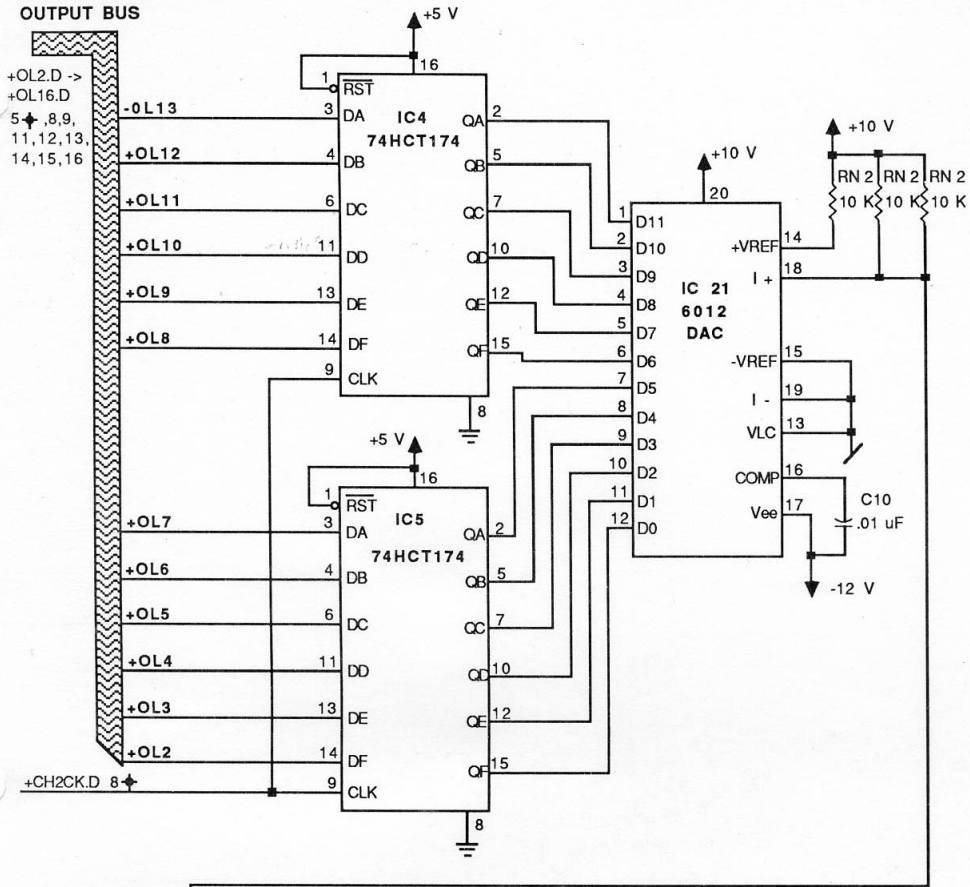 OUTPUT BUS
+OL2.D ->
+OL16.D
5 ,8,9,
11,12,13,
14,15,16
-0L13
+OL12
+OL11
+OL10
+OL9
+OL8
+OL7
+OL6
+OL5
+OL4
+OL3
+OL2
+CH2CK.D 8
+5 V
16
1 RST
3 DA
4 DB
6 DC
11 DD
13 DE
14 DF
9 CLK
IC4
74HCT174
QA 2
QB 5
QC 7
QD 10
QE 12
QF 15
8
+5 V
16
1 RST
3 DA
4 DB
6 DC
11 DD
13 DE
14 DF
9 CLK
IC5
74HCT174
QA 2
QB 5
QC 7
QD 10
QE 12
QF 15
8
+10 V
20
1 D11
2 D10
3 D9
4 D8
5 D7
6 D6
7 D5
8 D4
9 D3
10 D2
11 D1
12 D0
IC 21
6012
DAC
+VREF 14
I + 18
-VREF 15
I - 19
VLC 13
COMP 16
Vee 17
+10 V
RN 2 RN 2 RN 2
10 K 10 K 10 K
C10
.01 uF
-12 V